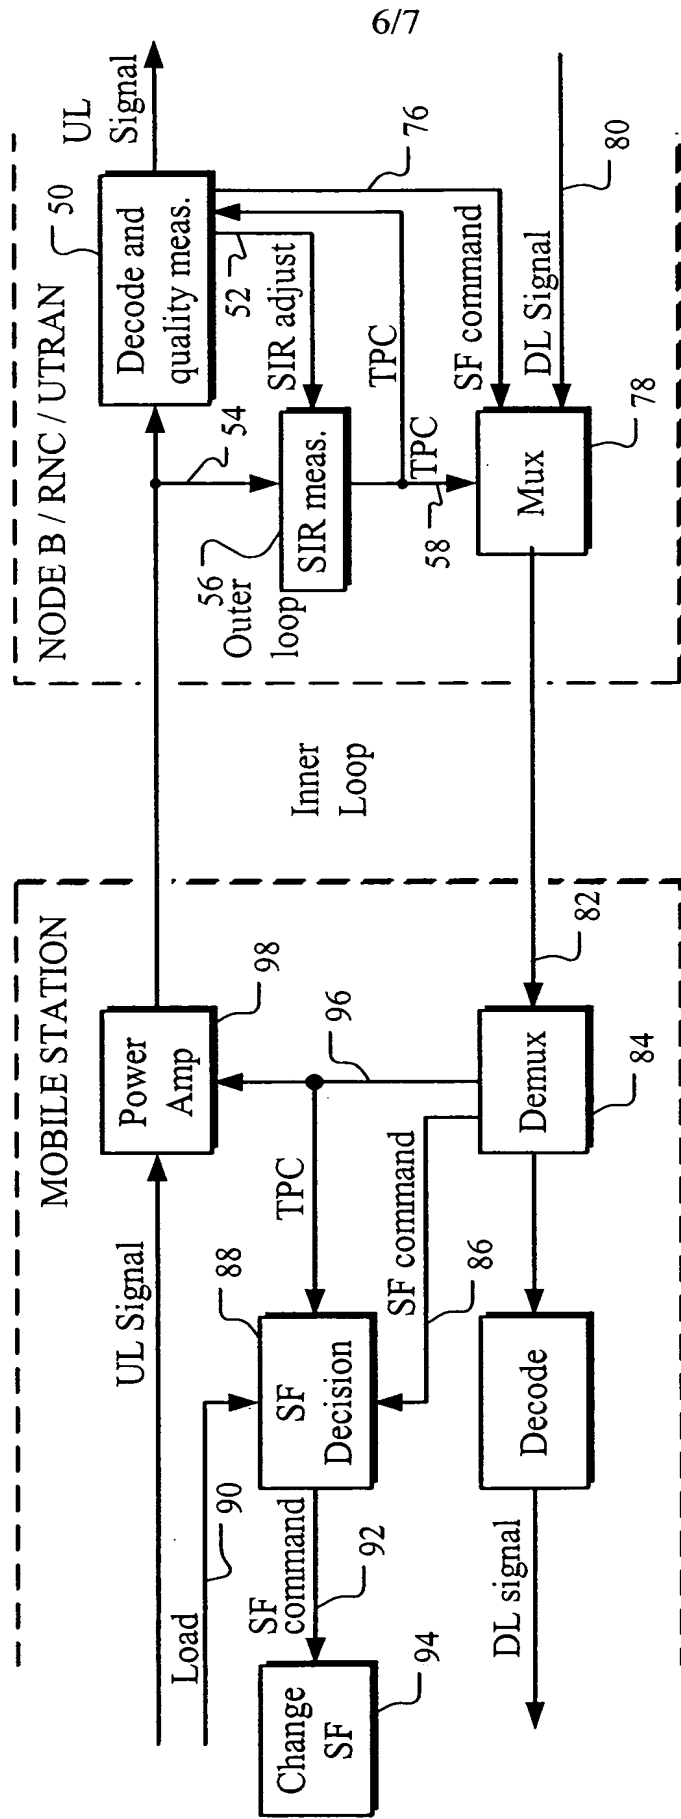 6/7
MOBILE STATION
NODE B / RNC / UTRAN
UL Signal
Load
90
Power
Amp
98
Inner
Loop
54
Decode and
quality meas.
50
UL
Signal
52
SIR adjust
56
Outer
loop
SIR meas.
TPC
76
SF command
TPC
58
Mux
78
DL Signal
80
SF
Decision
88
TPC
96
SF
command
92
Change
SF
94
SF command
86
82
Demux
84
Decode
DL signal